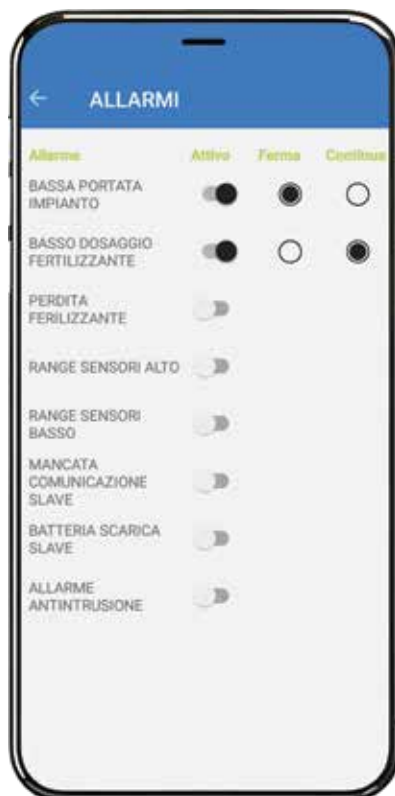 ALLARMI
Allarme Attivo Ferma Continua
BASSA PORTATA
IMPIANTO
BASSO DOSAGGIO
FERTILIZZANTE
PERDITA
FERILIZZANTE
RANGE SENSORI ALTO
RANGE SENSORI
BASSO
MANCATA
COMUNICAZIONE
SLAVE
BATTERIA SCARICA
SLAVE
ALLARME
ANTINTRUSIONE